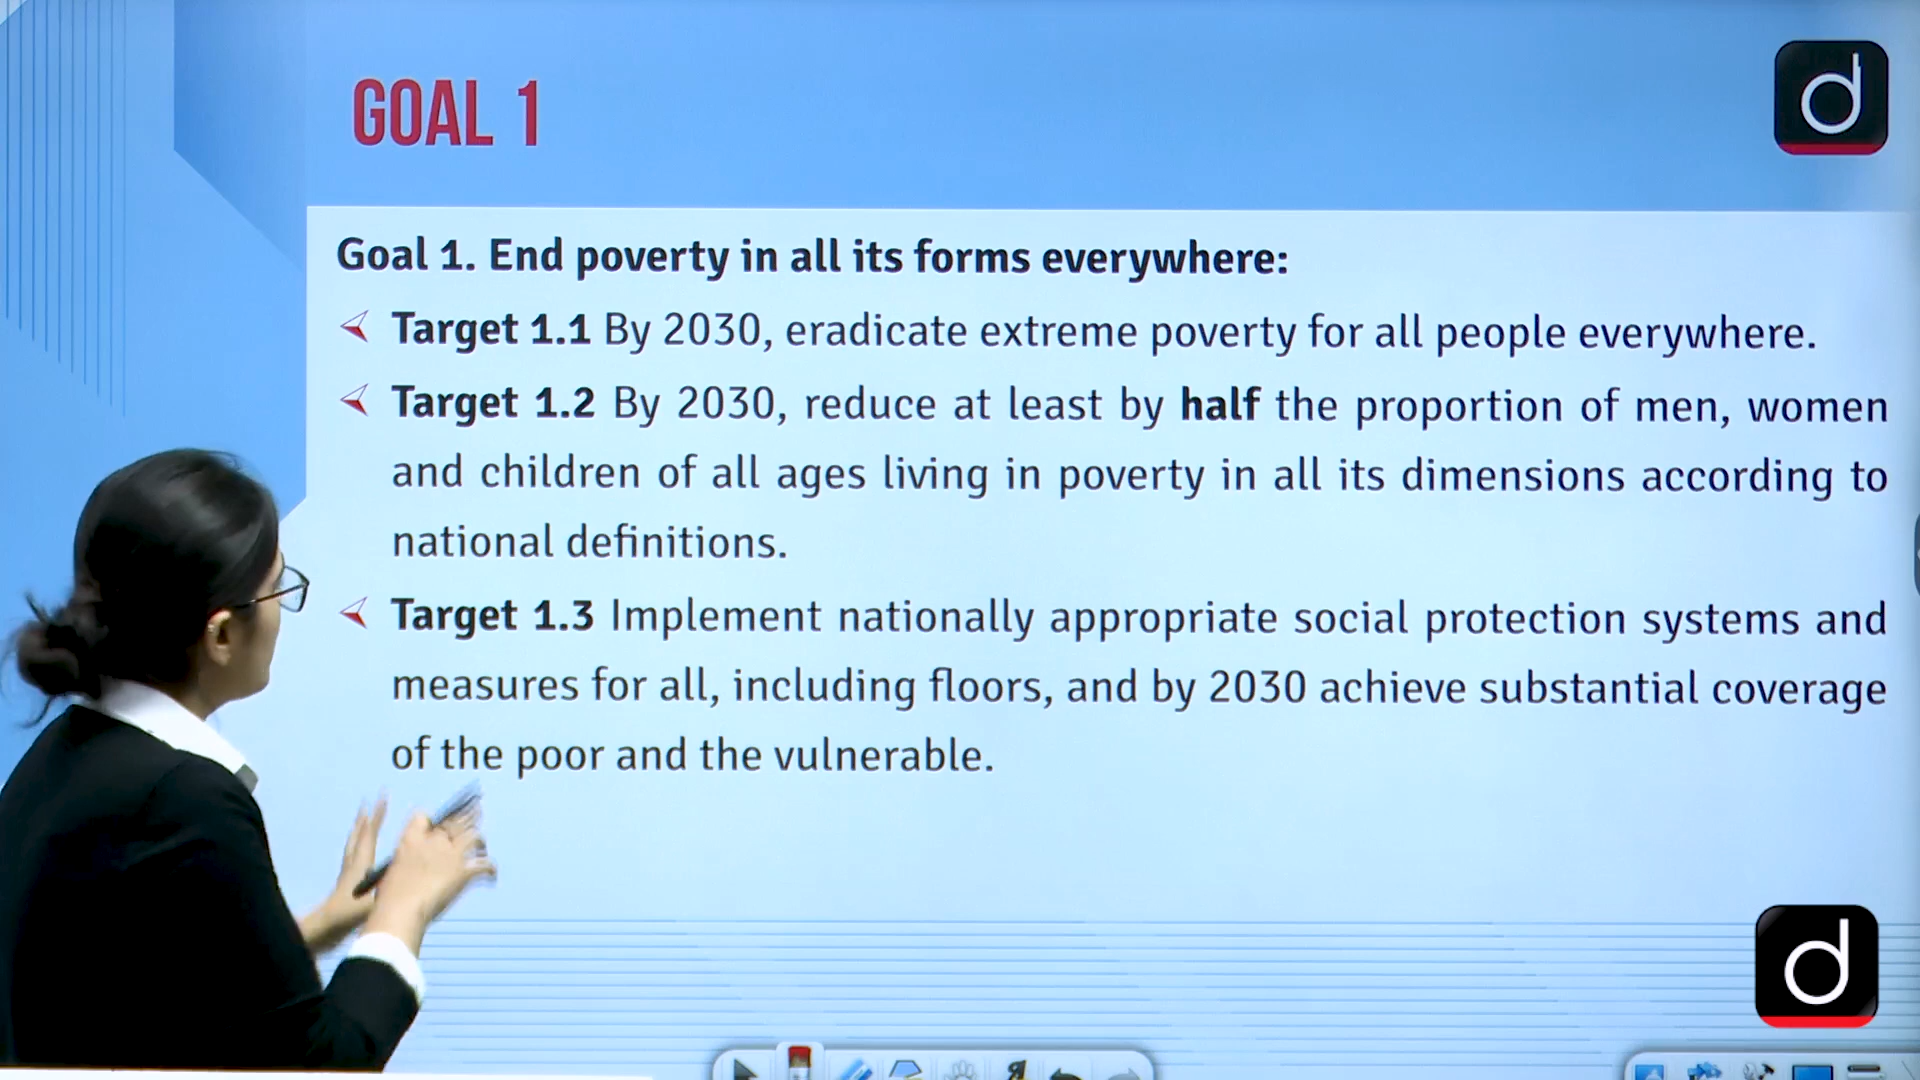 GOAL 1
Goal 1. End poverty in all its forms everywhere:
Target 1.1 By 2030, eradicate extreme poverty for all people everywhere.
Target 1.2 By 2030, reduce at least by half the proportion of men, women
and children of all ages living in poverty in all its dimensions according to
national definitions.
Target 1.3 Implement nationally appropriate social protection systems and
measures for all, including floors, and by 2030 achieve substantial coverage
of the poor and the vulnerable.
d
d